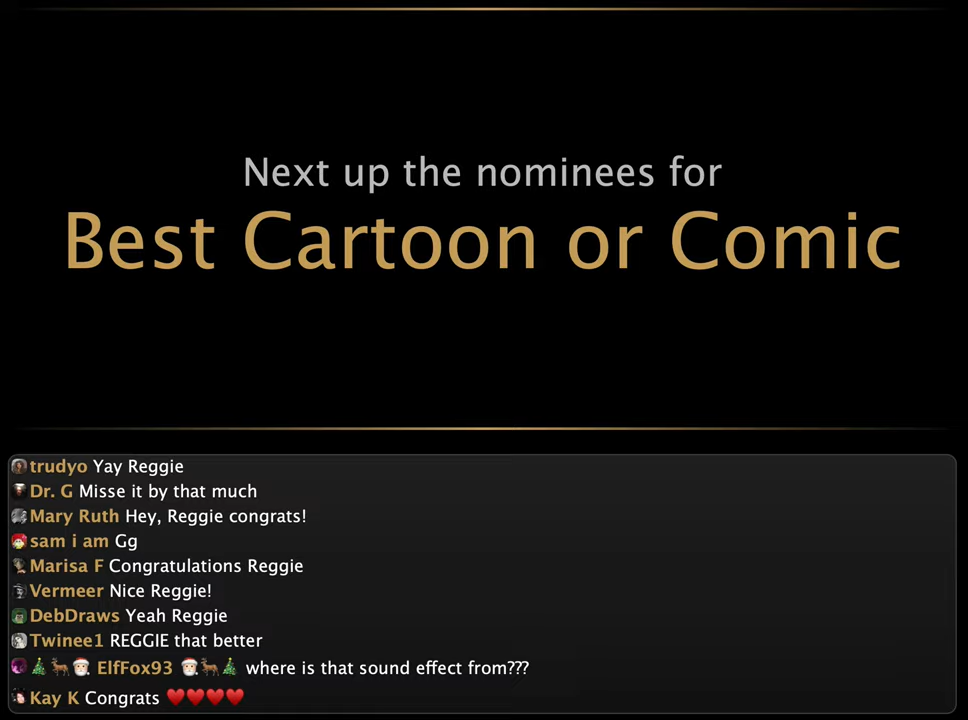 Next up the nominees for
Best Cartoon or Comic
trudyo Yay Reggie
Dr. G Misse it by that much
Mary Ruth Hey, Reggie congrats!
sam i am Gg
Marisa F Congratulations Reggie
Vermeer Nice Reggie!
DebDraws Yeah Reggie
Twinee1 REGGIE that better
🎄🦌🎅 ElfFox93 🎅🦌🎄 where is that sound effect from???
Kay K Congrats ❤️❤️❤️❤️